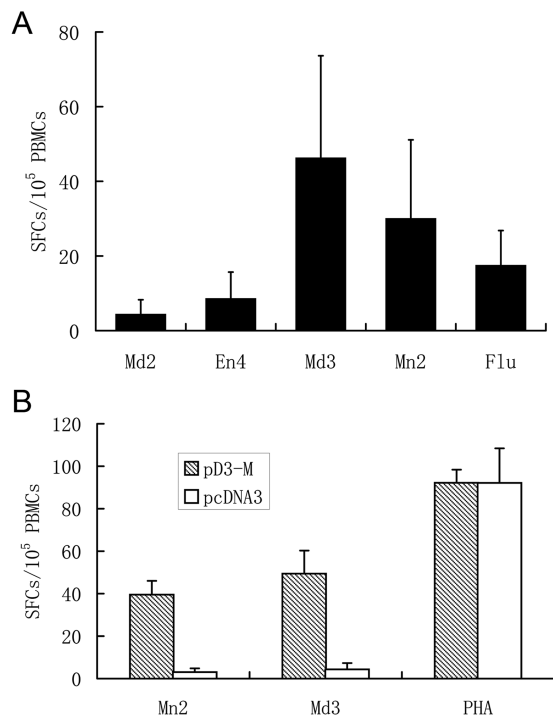 A
SFCs/10⁵ PBMCs
80
60
40
20
0
Md2 En4 Md3 Mn2 Flu
B
SFCs/10⁵ PBMCs
120
100
80
60
40
20
0
pD3-M
pcDNA3
Mn2 Md3 PHA